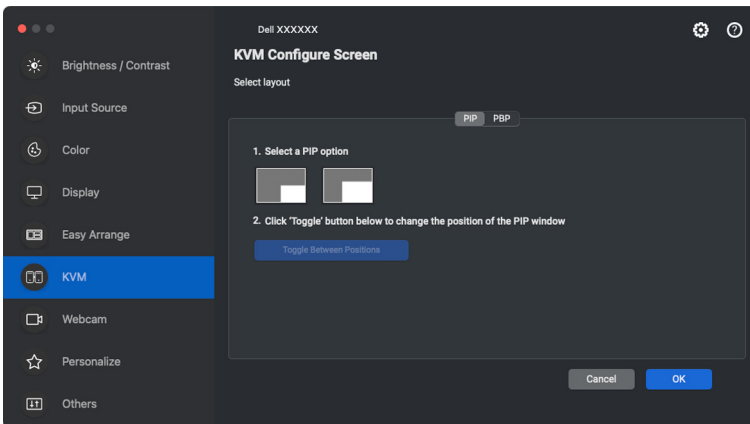 Dell XXXXXX
KVM Configure Screen
Select layout
Brightness / Contrast
Input Source
Color
Display
Easy Arrange
KVM
Webcam
Personalize
Others
PIP PBP
1. Select a PIP option
2. Click 'Toggle' button below to change the position of the PIP window
Toggle Between Positions
Cancel OK